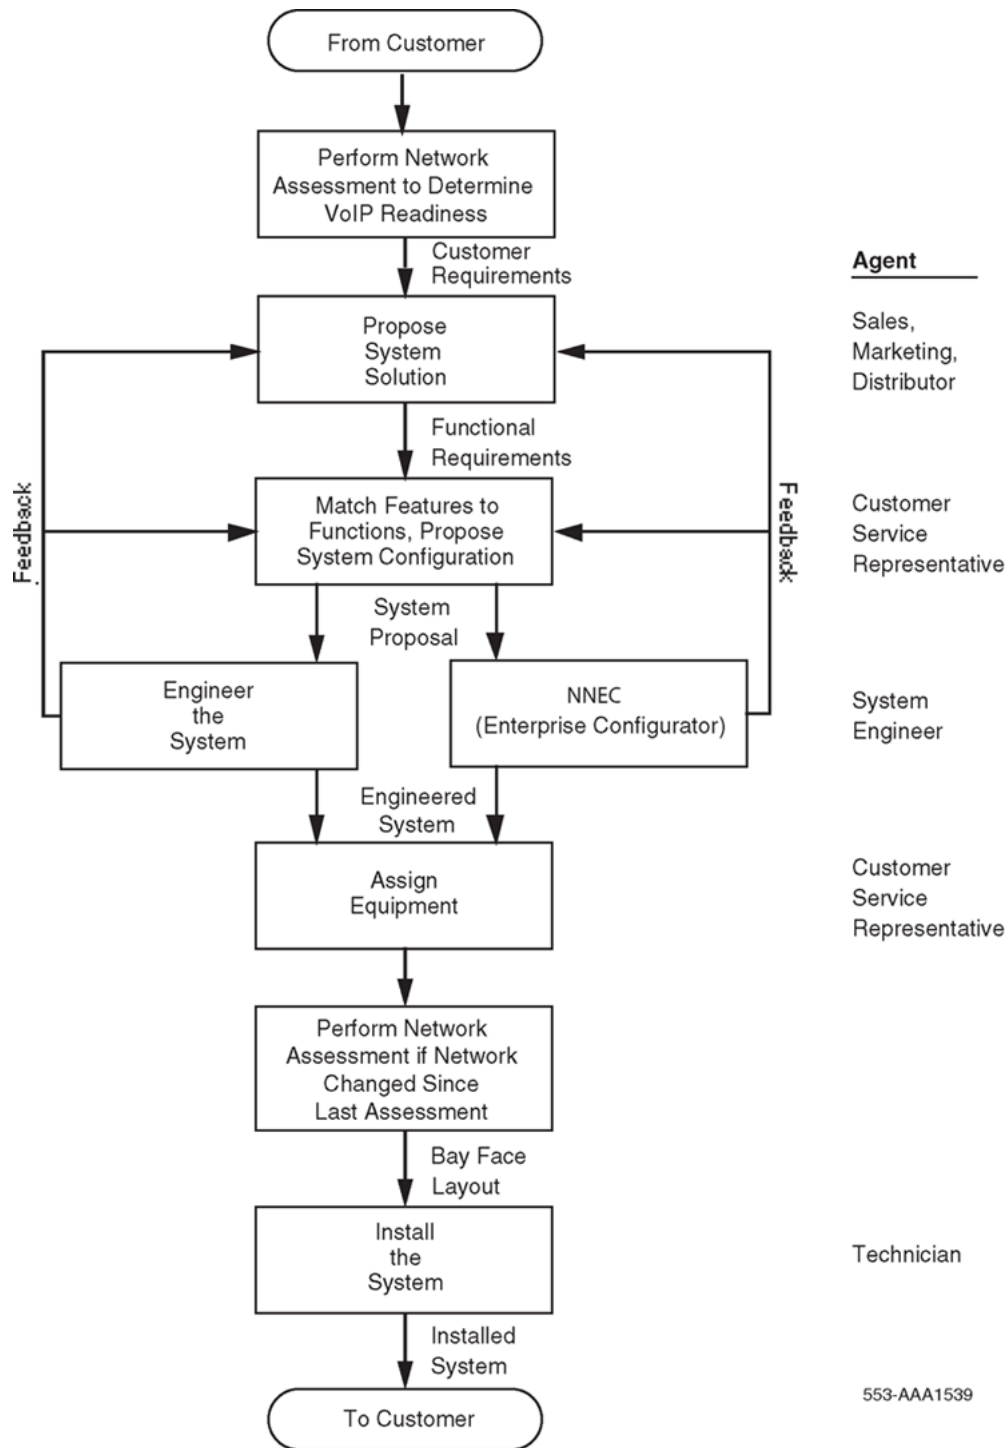 From Customer
Perform Network
Assessment to Determine
VoIP Readiness
Customer
Requirements
Agent
Propose
System
Solution
Sales,
Marketing,
Distributor
Functional
Requirements
Feedback
Feedback
Match Features to
Functions, Propose
System Configuration
Customer
Service
Representative
System
Proposal
Engineer
the
System
NNEC
(Enterprise Configurator)
System
Engineer
Engineered
System
Assign
Equipment
Customer
Service
Representative
Perform Network
Assessment if Network
Changed Since
Last Assessment
Bay Face
Layout
Install
the
System
Technician
Installed
System
To Customer
553-AAA1539